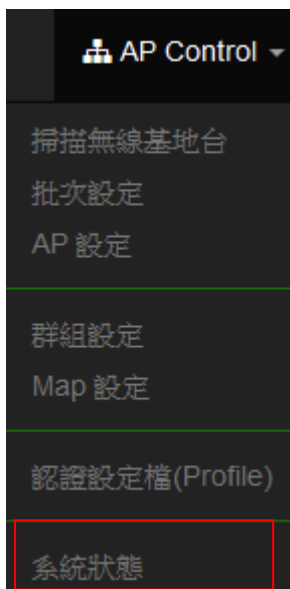 AP Control
掃描無線基地台
批次設定
AP 設定
群組設定
Map 設定
認證設定檔(Profile)
系統狀態